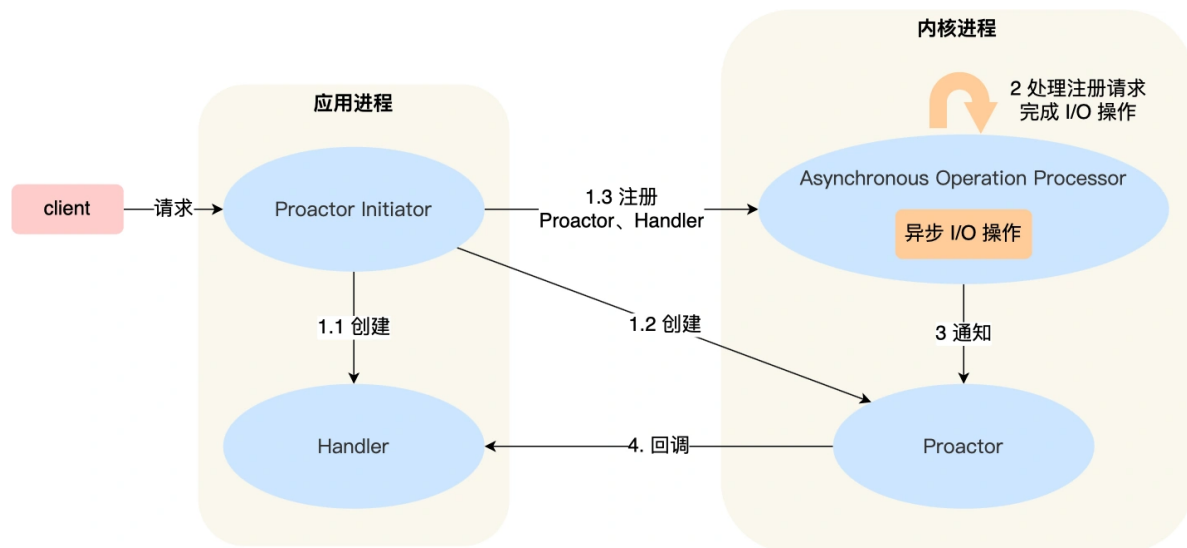 内核进程
应用进程
2 处理注册请求
完成 I/O 操作
Asynchronous Operation Processor
client
请求
Proactor Initiator
1.3 注册
Proactor、Handler
异步 I/O 操作
1.1 创建
1.2 创建
3 通知
Handler
4. 回调
Proactor